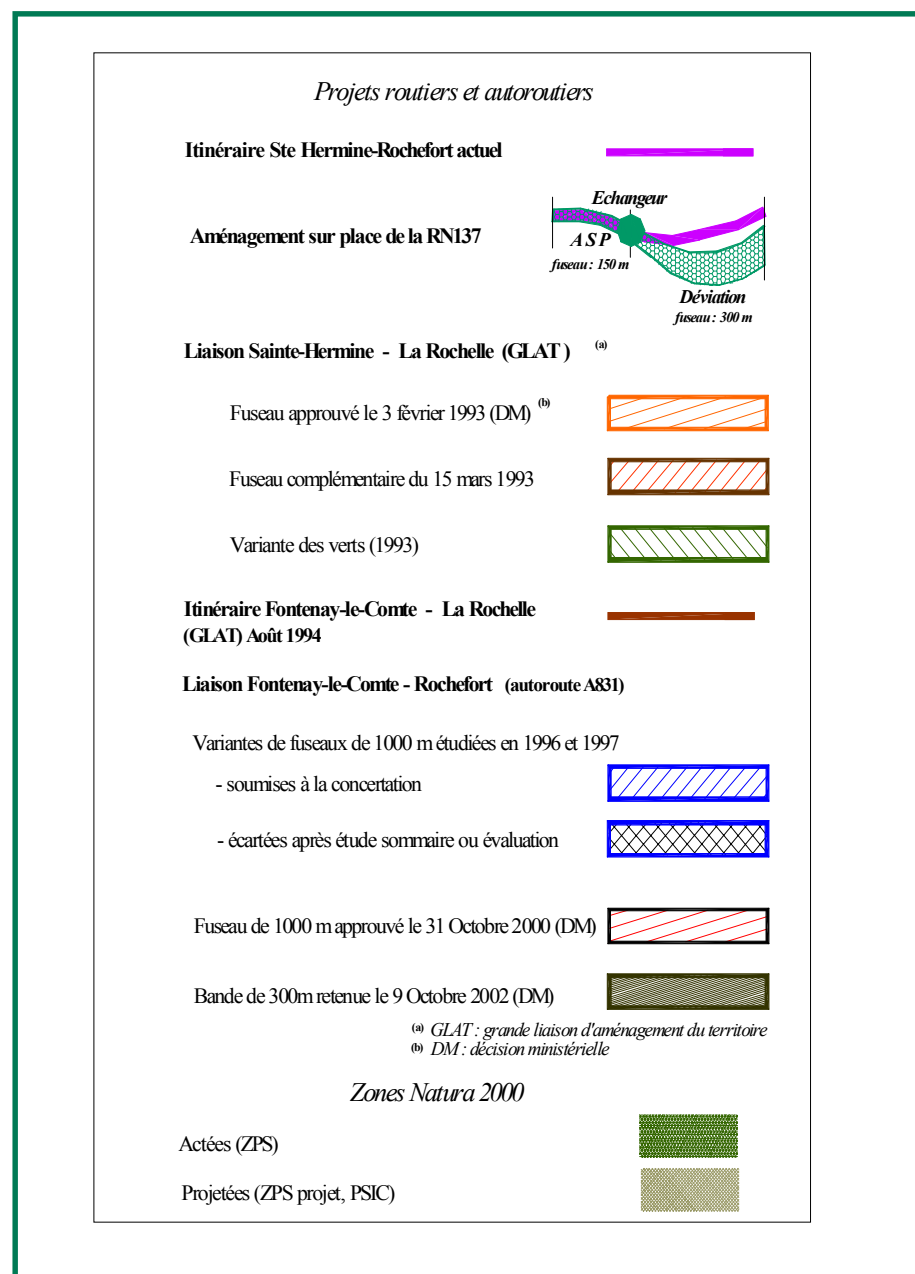 Projets routiers et autoroutiers
Itinéraire Ste Hermine-Rochefort actuel
Echangeur
Aménagement sur place de la RN137
A S P
fuseau : 150 m
Déviation
fuseau : 300 m
Liaison Sainte-Hermine - La Rochelle (GLAT ) (a)
Fuseau approuvé le 3 février 1993 (DM) (b)
Fuseau complémentaire du 15 mars 1993
Variante des verts (1993)
Itinéraire Fontenay-le-Comte - La Rochelle
(GLAT) Août 1994
Liaison Fontenay-le-Comte - Rochefort (autoroute A831)
Variantes de fuseaux de 1000 m étudiées en 1996 et 1997
- soumises à la concertation
- écartées après étude sommaire ou évaluation
Fuseau de 1000 m approuvé le 31 Octobre 2000 (DM)
Bande de 300m retenue le 9 Octobre 2002 (DM)
(a) GLAT : grande liaison d'aménagement du territoire
(b) DM : décision ministérielle
Zones Natura 2000
Actées (ZPS)
Projetées (ZPS projet, PSIC)